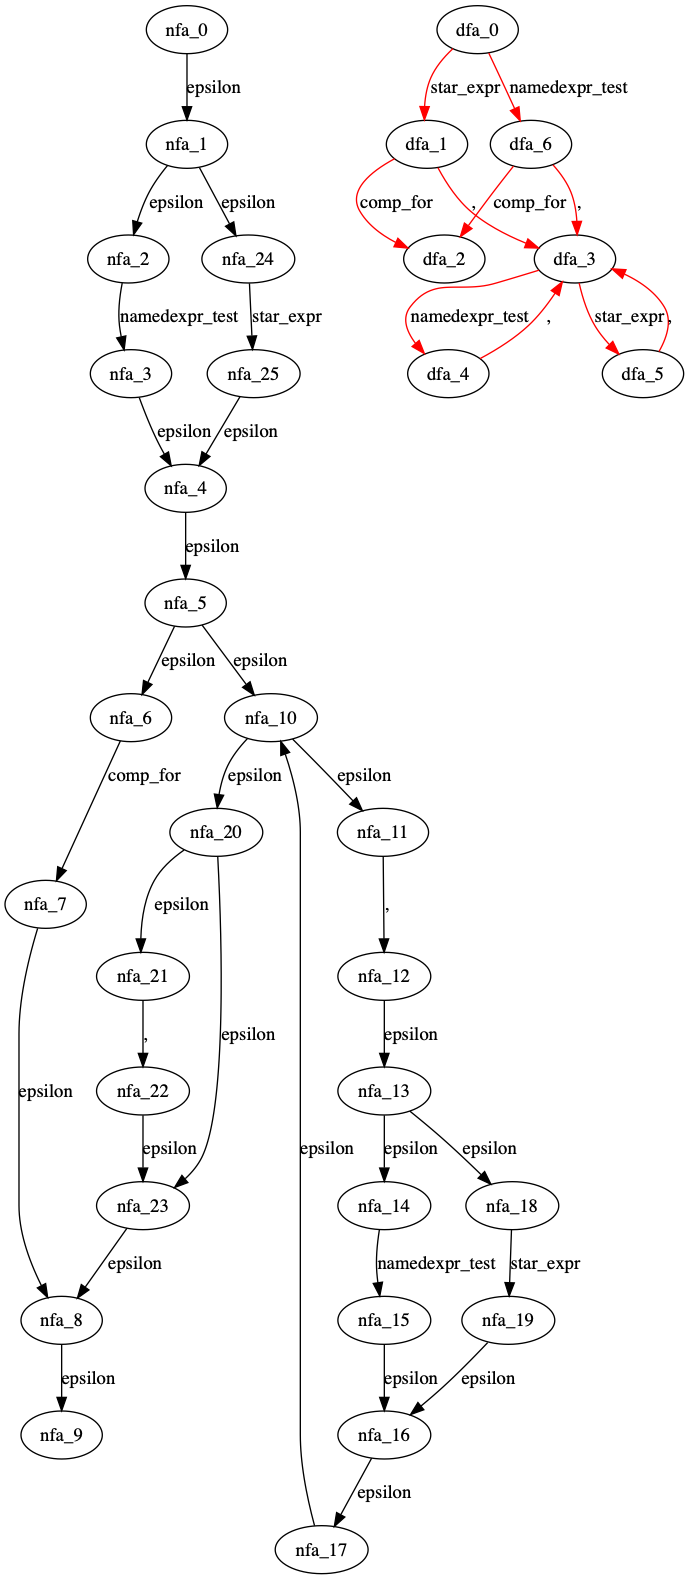 nfa_0
dfa_0
epsilon
star_expr
namedexpr_test
nfa_1
dfa_1
dfa_6
epsilon
epsilon
comp_for
,
comp_for
,
nfa_2
nfa_24
dfa_2
dfa_3
namedexpr_test
star_expr
namedexpr_test
,
star_expr
,
nfa_3
nfa_25
dfa_4
dfa_5
epsilon
epsilon
nfa_4
epsilon
nfa_5
epsilon
epsilon
nfa_6
nfa_10
comp_for
epsilon
epsilon
nfa_20
nfa_11
nfa_7
epsilon
,
nfa_21
nfa_12
,
epsilon
epsilon
epsilon
nfa_22
nfa_13
epsilon
epsilon
epsilon
epsilon
epsilon
nfa_23
nfa_14
nfa_18
epsilon
namedexpr_test
star_expr
nfa_8
nfa_15
nfa_19
epsilon
epsilon
epsilon
nfa_9
nfa_16
epsilon
nfa_17